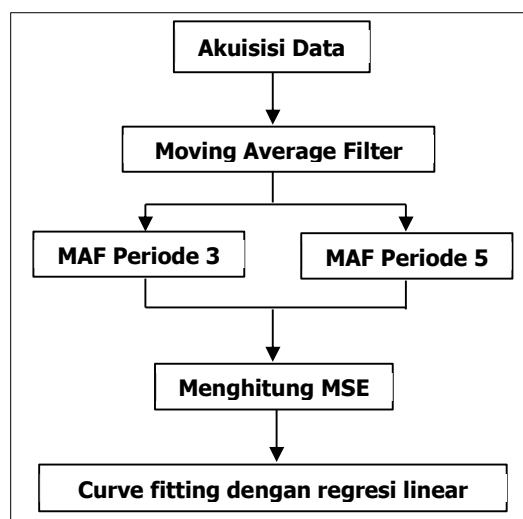 Akuisisi Data
Moving Average Filter
MAF Periode 3
MAF Periode 5
Menghitung MSE
Curve fitting dengan regresi linear